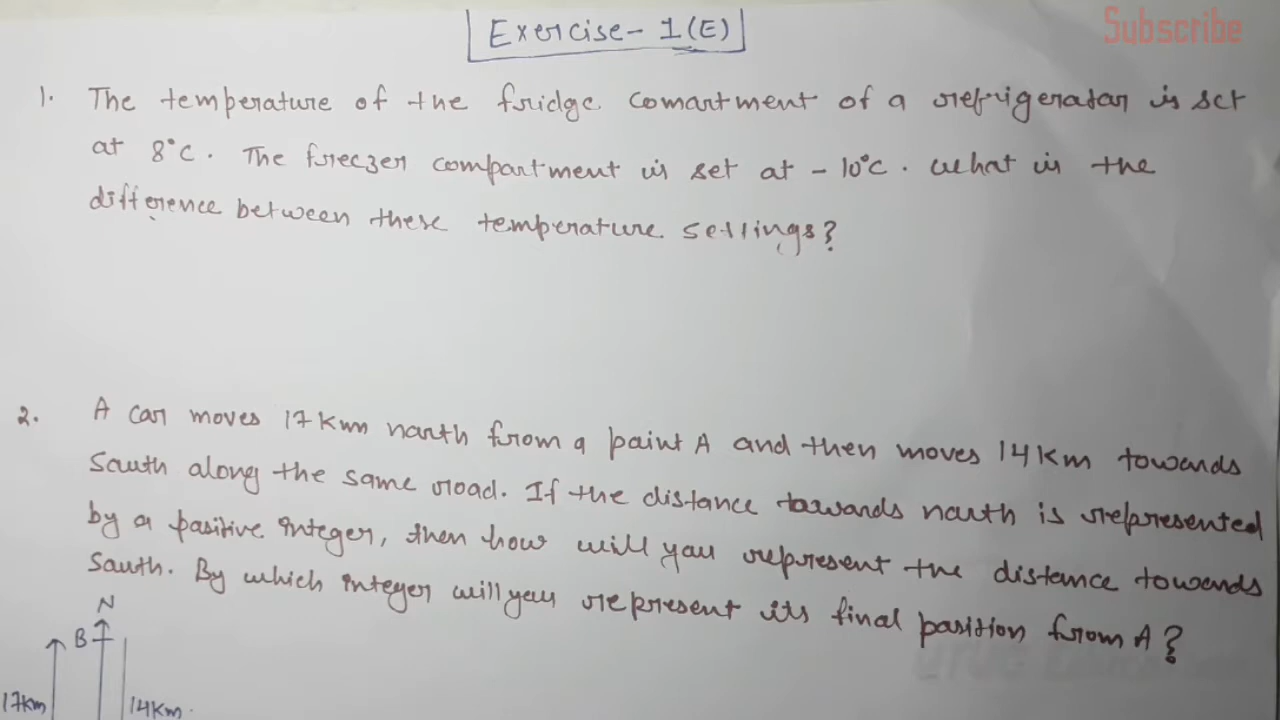 Subscribe
Exercise- 1(E)
1. The temperature of the fridge comartment of a refrigerator is set
at 8°C. The freezer compartment is set at - 10°C. What is the
difference between these temperature settings?
2. A car moves 17km north from a point A and then moves 14km towards
South along the same road. If the distance towards north is represented
by a positive integer, then how will you represent the distance towards
South. By which integer will you represent its final position from A?
N
B
17km
14km.